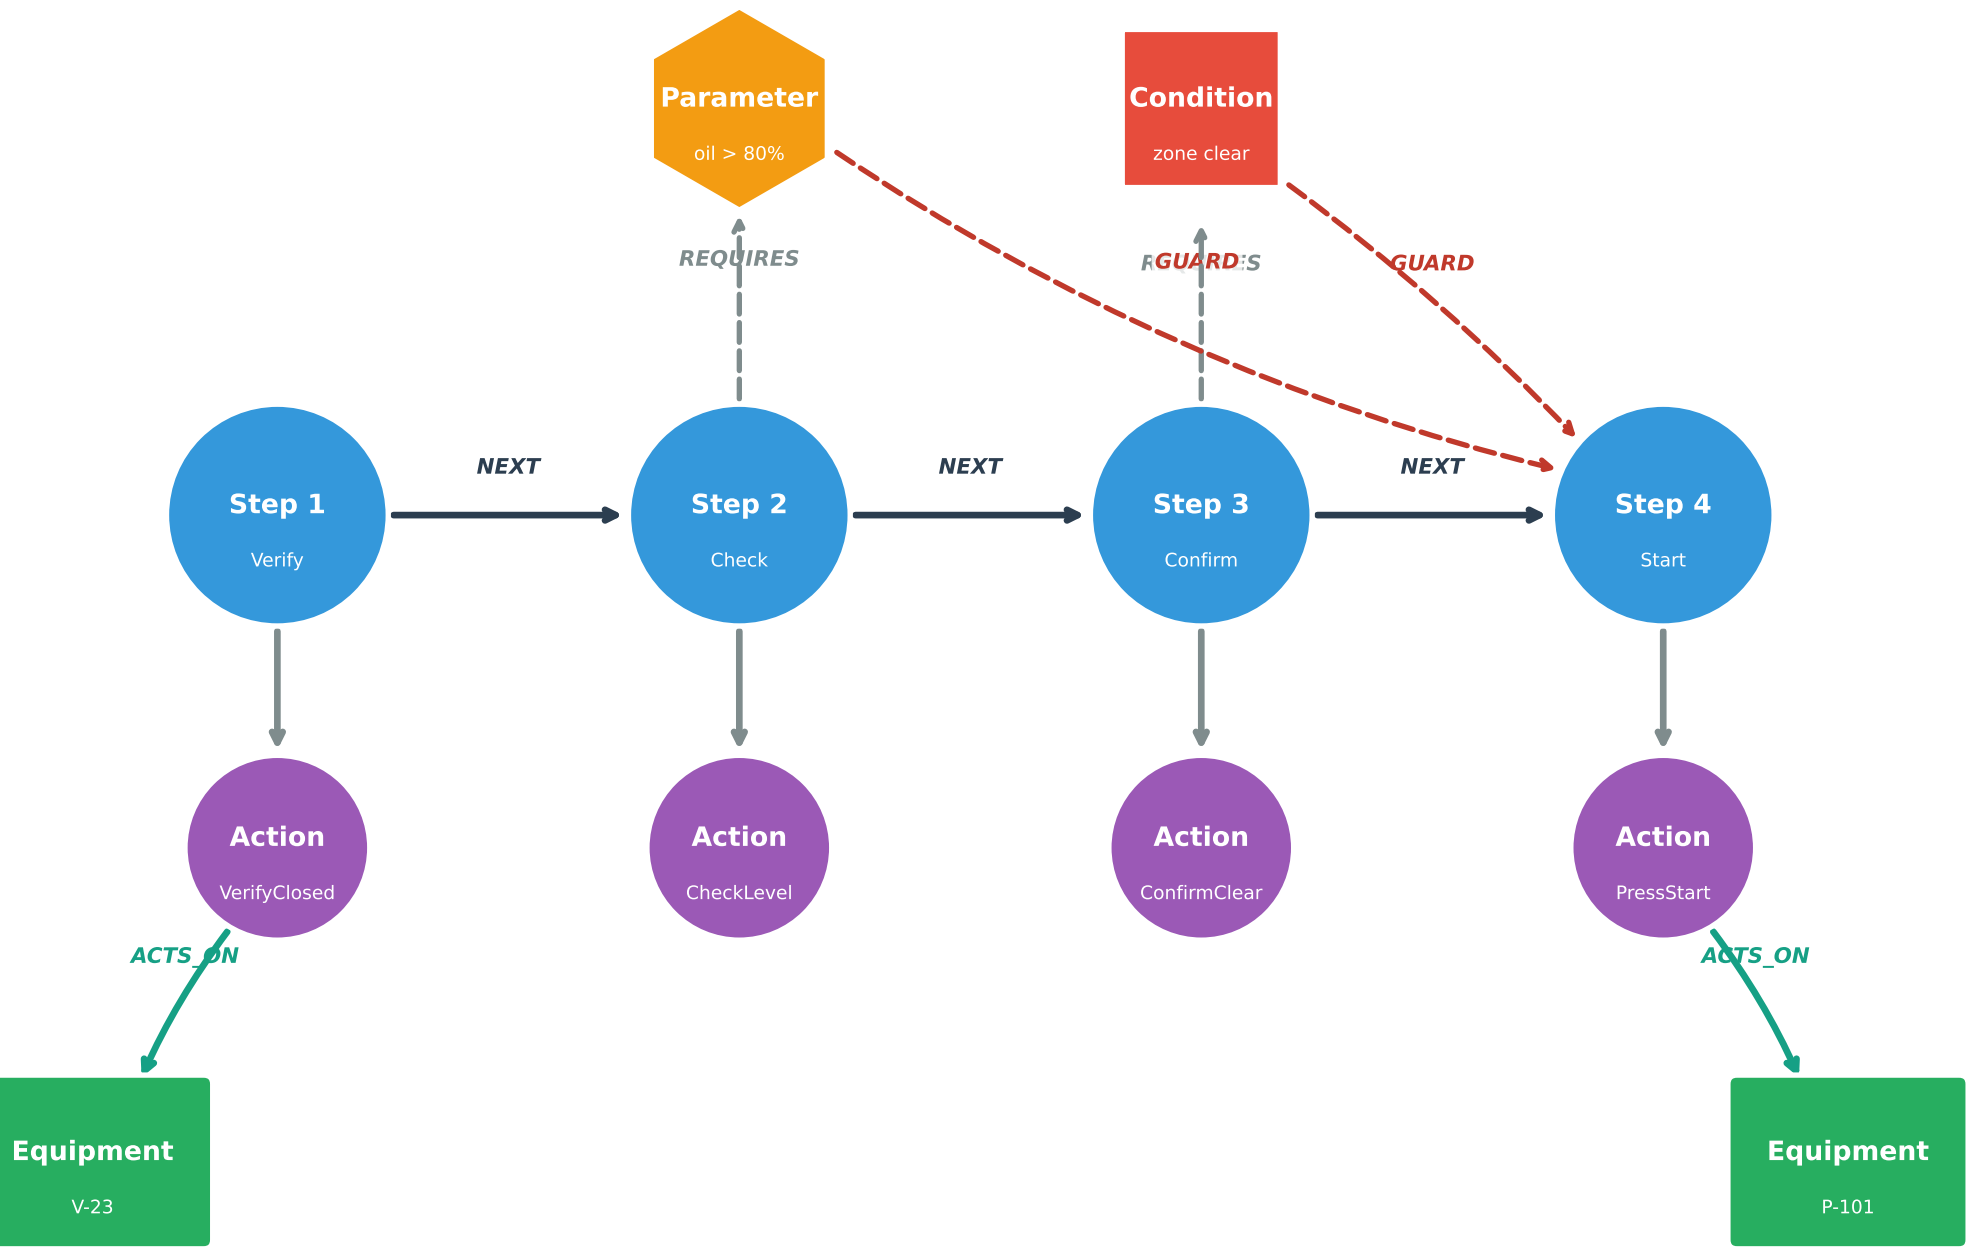 Parameter
oil > 80%
Condition
zone clear
REQUIRES
GUARD
GUARD
NEXT
NEXT
NEXT
Step 1
Verify
Step 2
Check
Step 3
Confirm
Step 4
Start
Action
VerifyClosed
Action
CheckLevel
Action
ConfirmClear
Action
PressStart
ACTS_ON
ACTS_ON
Equipment
V-23
Equipment
P-101